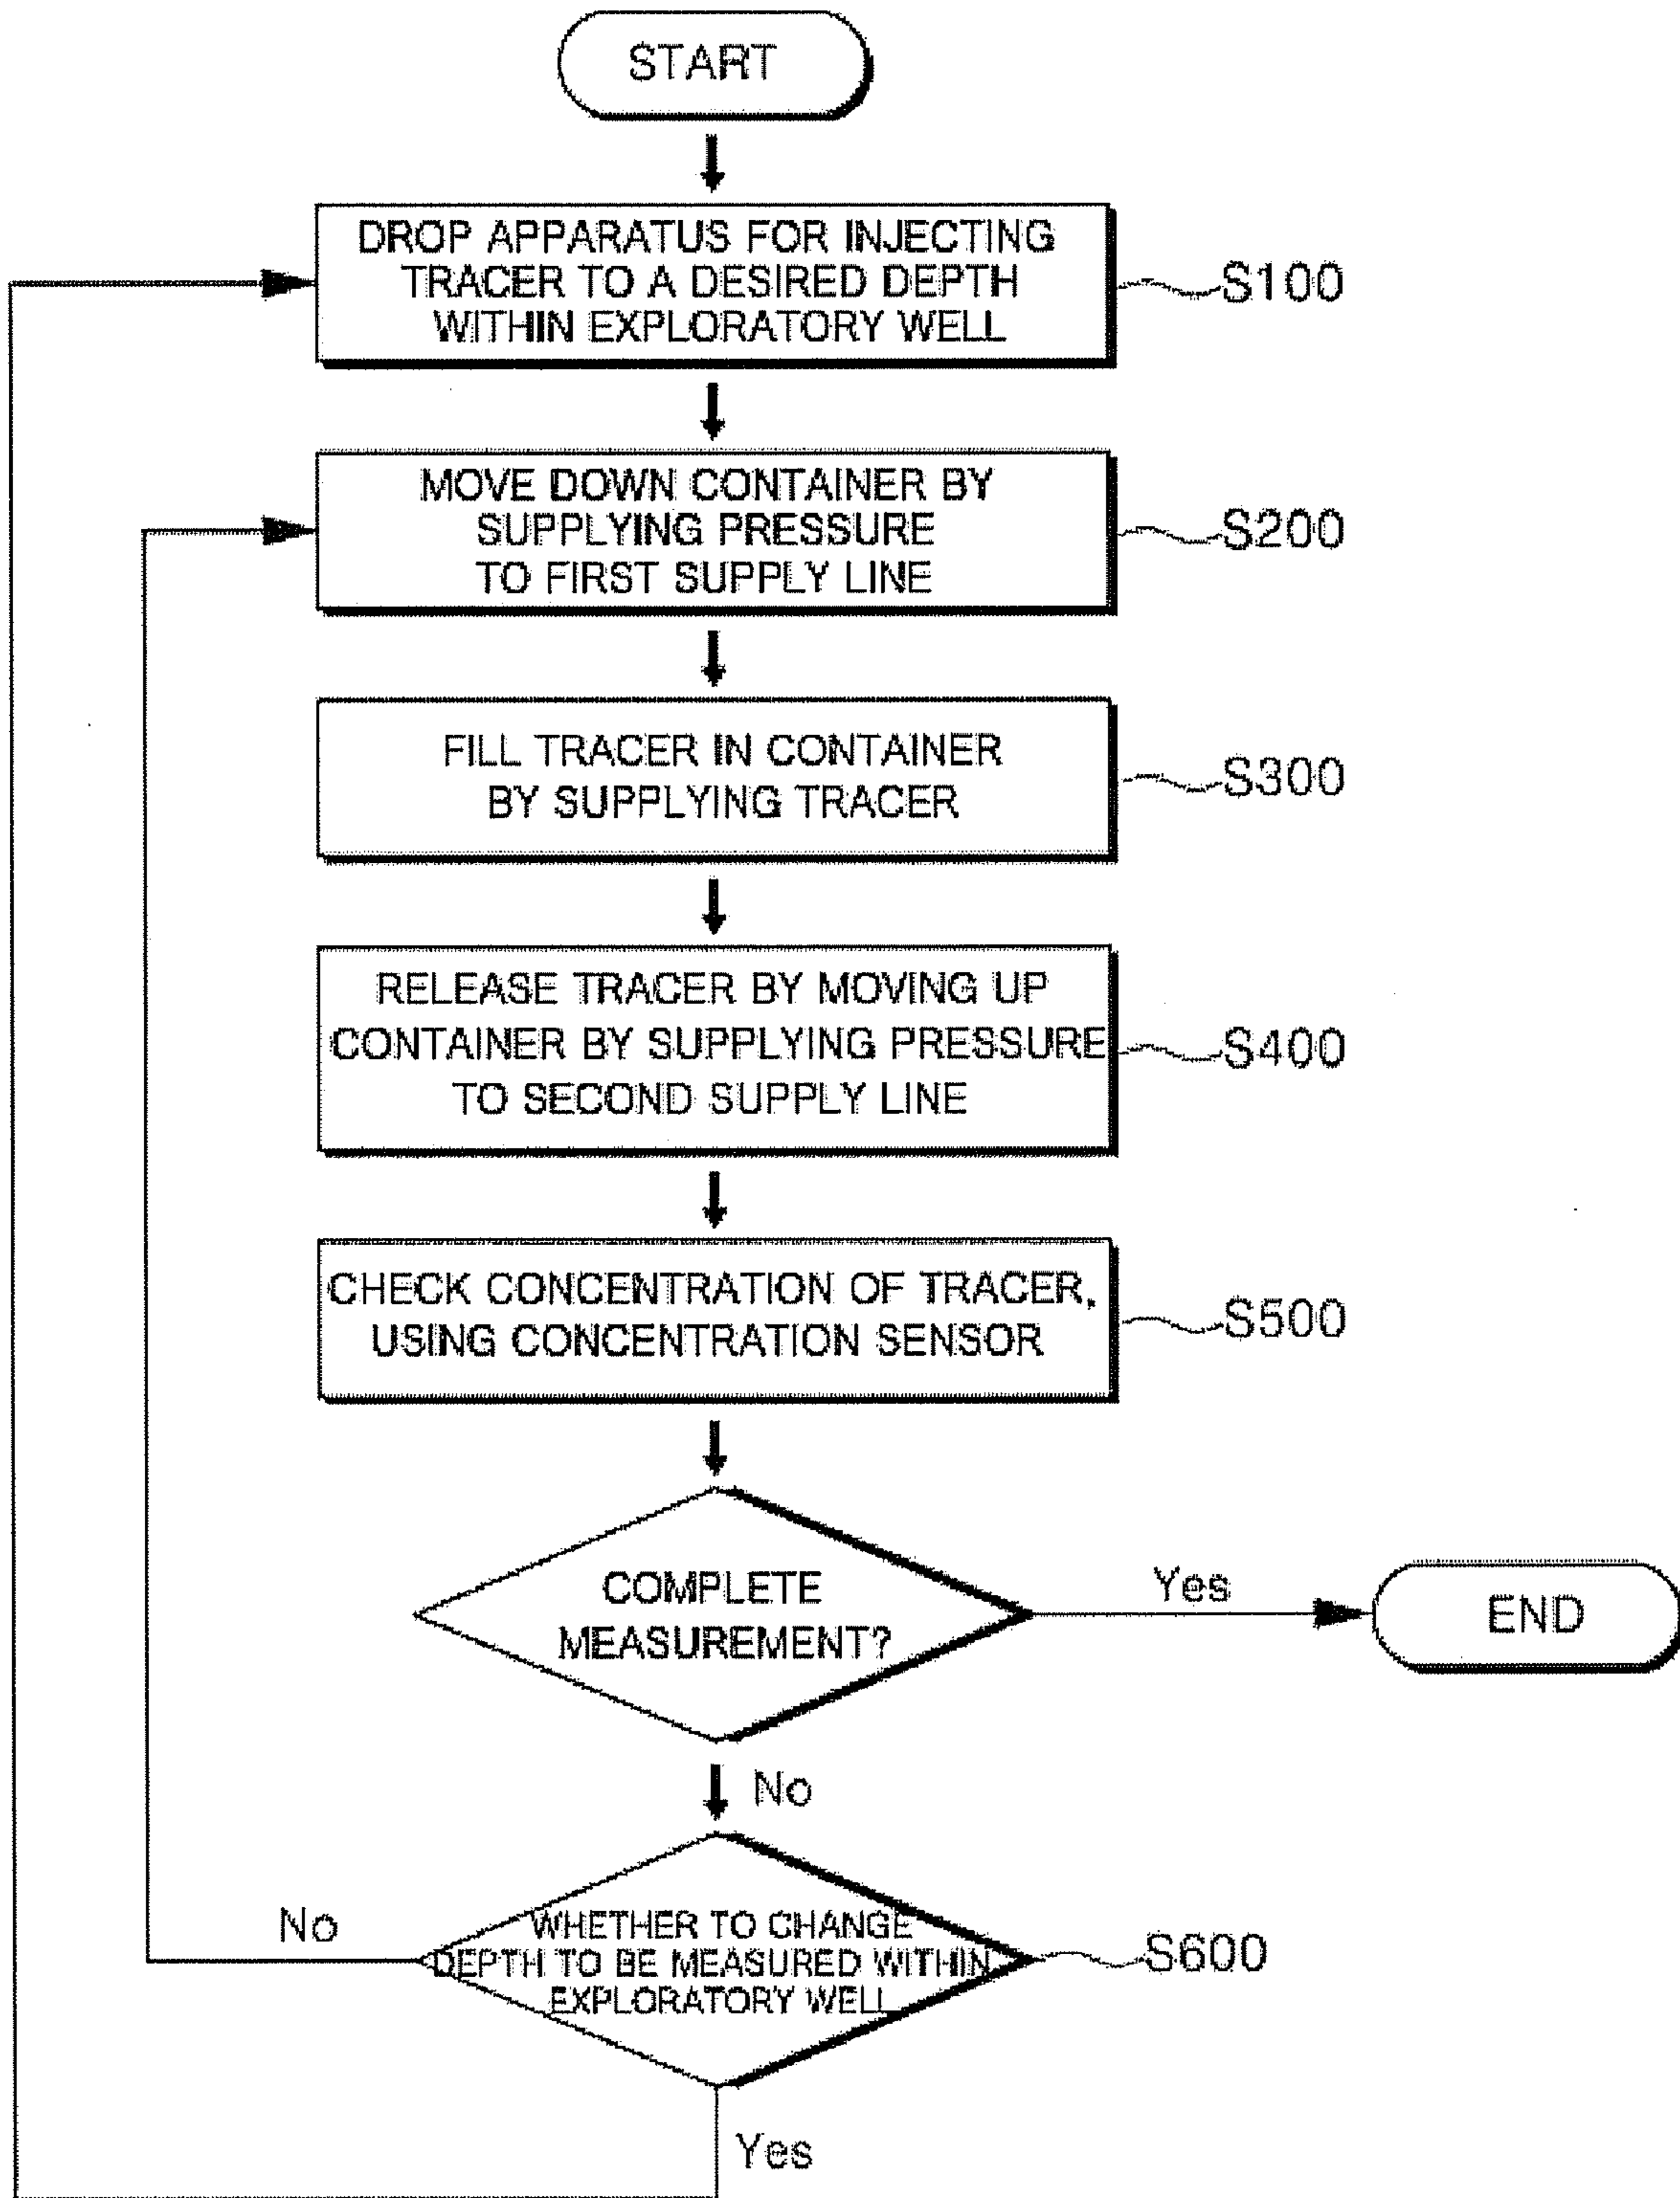 START
DROP APPARATUS FOR INJECTING
TRACER TO A DESIRED DEPTH
WITHIN EXPLORATORY WELL
S100
MOVE DOWN CONTAINER BY
SUPPLYING PRESSURE
TO FIRST SUPPLY LINE
S200
FILL TRACER IN CONTAINER
BY SUPPLYING TRACER
S300
RELEASE TRACER BY MOVING UP
CONTAINER BY SUPPLYING PRESSURE
TO SECOND SUPPLY LINE
S400
CHECK CONCENTRATION OF TRACER,
USING CONCENTRATION SENSOR
S500
COMPLETE
MEASUREMENT?
Yes
END
No
WHETHER TO CHANGE
DEPTH TO BE MEASURED WITHIN
EXPLORATORY WELL
S600
No
Yes